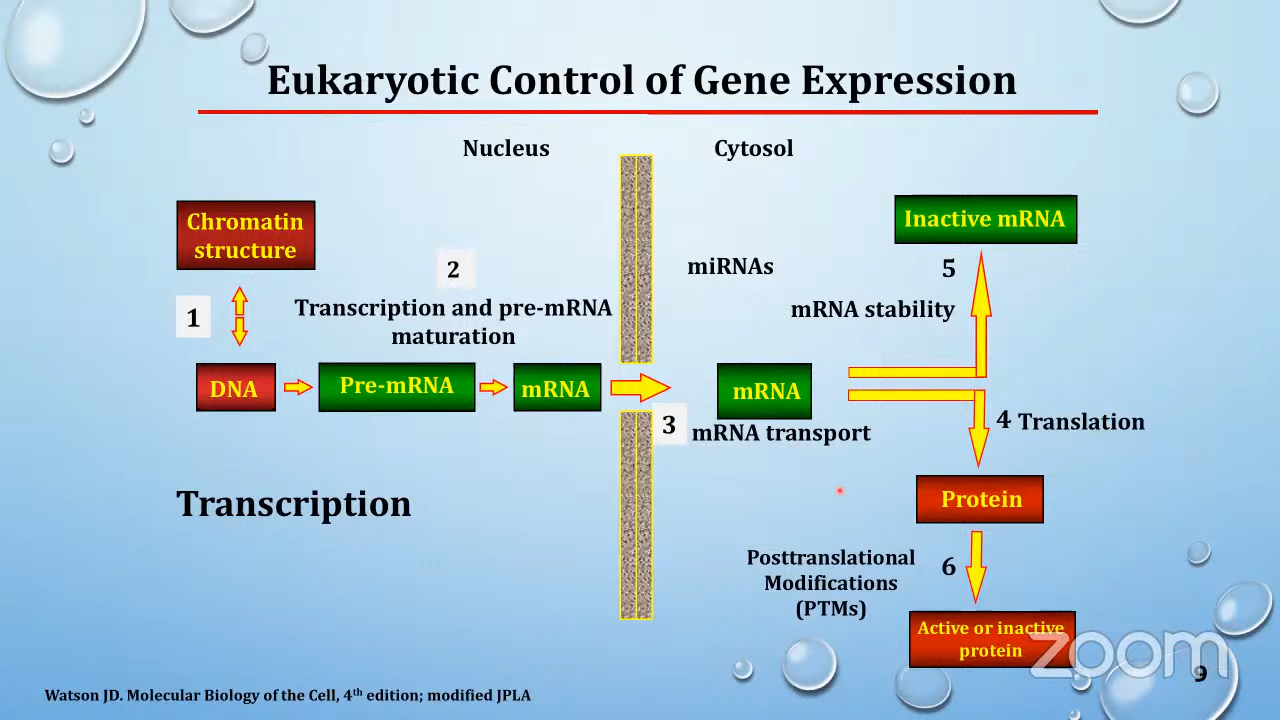 Eukaryotic Control of Gene Expression
Nucleus
Cytosol
Chromatin
structure
Inactive mRNA
2
miRNAs
5
1
Transcription and pre-mRNA
maturation
mRNA stability
DNA
Pre-mRNA
mRNA
mRNA
3
mRNA transport
4 Translation
Transcription
Protein
Posttranslational
Modifications
(PTMs)
6
Active or inactive
protein
zoom
9
Watson JD. Molecular Biology of the Cell, 4th edition; modified JPLA